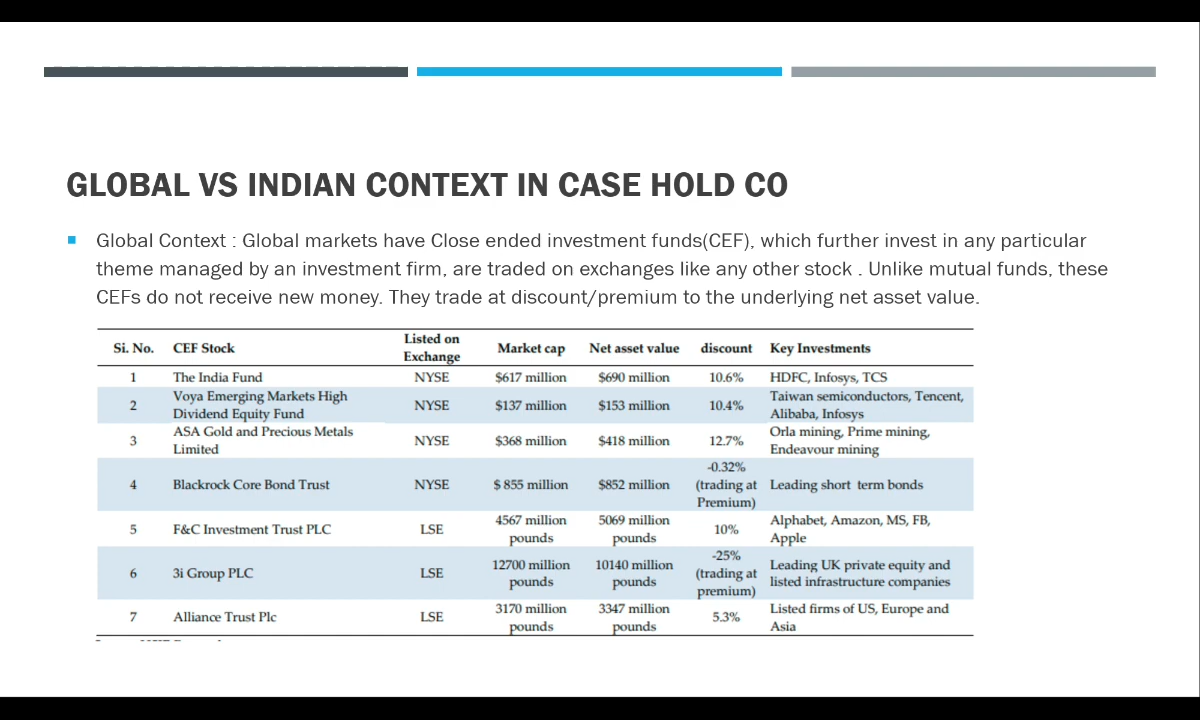 GLOBAL VS INDIAN CONTEXT IN CASE HOLD CO
Global Context : Global markets have Close ended investment funds(CEF), which further invest in any particular
theme managed by an investment firm, are traded on exchanges like any other stock . Unlike mutual funds, these
CEFs do not receive new money. They trade at discount/premium to the underlying net asset value.
Si. No. CEF Stock Listed on Exchange Market cap Net asset value discount Key Investments
1 The India Fund NYSE $617 million $690 million 10.6% HDFC, Infosys, TCS
2 Voya Emerging Markets High Dividend Equity Fund NYSE $137 million $153 million 10.4% Taiwan semiconductors, Tencent, Alibaba, Infosys
3 ASA Gold and Precious Metals Limited NYSE $368 million $418 million 12.7% Orla mining, Prime mining, Endeavour mining
4 Blackrock Core Bond Trust NYSE $ 855 million $852 million -0.32% (trading at Premium) Leading short term bonds
5 F&C Investment Trust PLC LSE 4567 million pounds 5069 million pounds 10% Alphabet, Amazon, MS, FB, Apple
6 3i Group PLC LSE 12700 million pounds 10140 million pounds -25% (trading at premium) Leading UK private equity and listed infrastructure companies
7 Alliance Trust Plc LSE 3170 million pounds 3347 million pounds 5.3% Listed firms of US, Europe and Asia